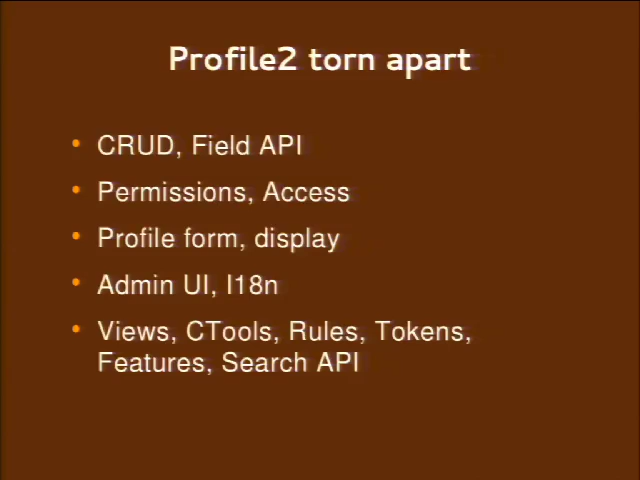 Profile2 torn apart
• CRUD, Field API
• Permissions, Access
• Profile form, display
• Admin UI, I18n
• Views, CTools, Rules, Tokens,
Features, Search API